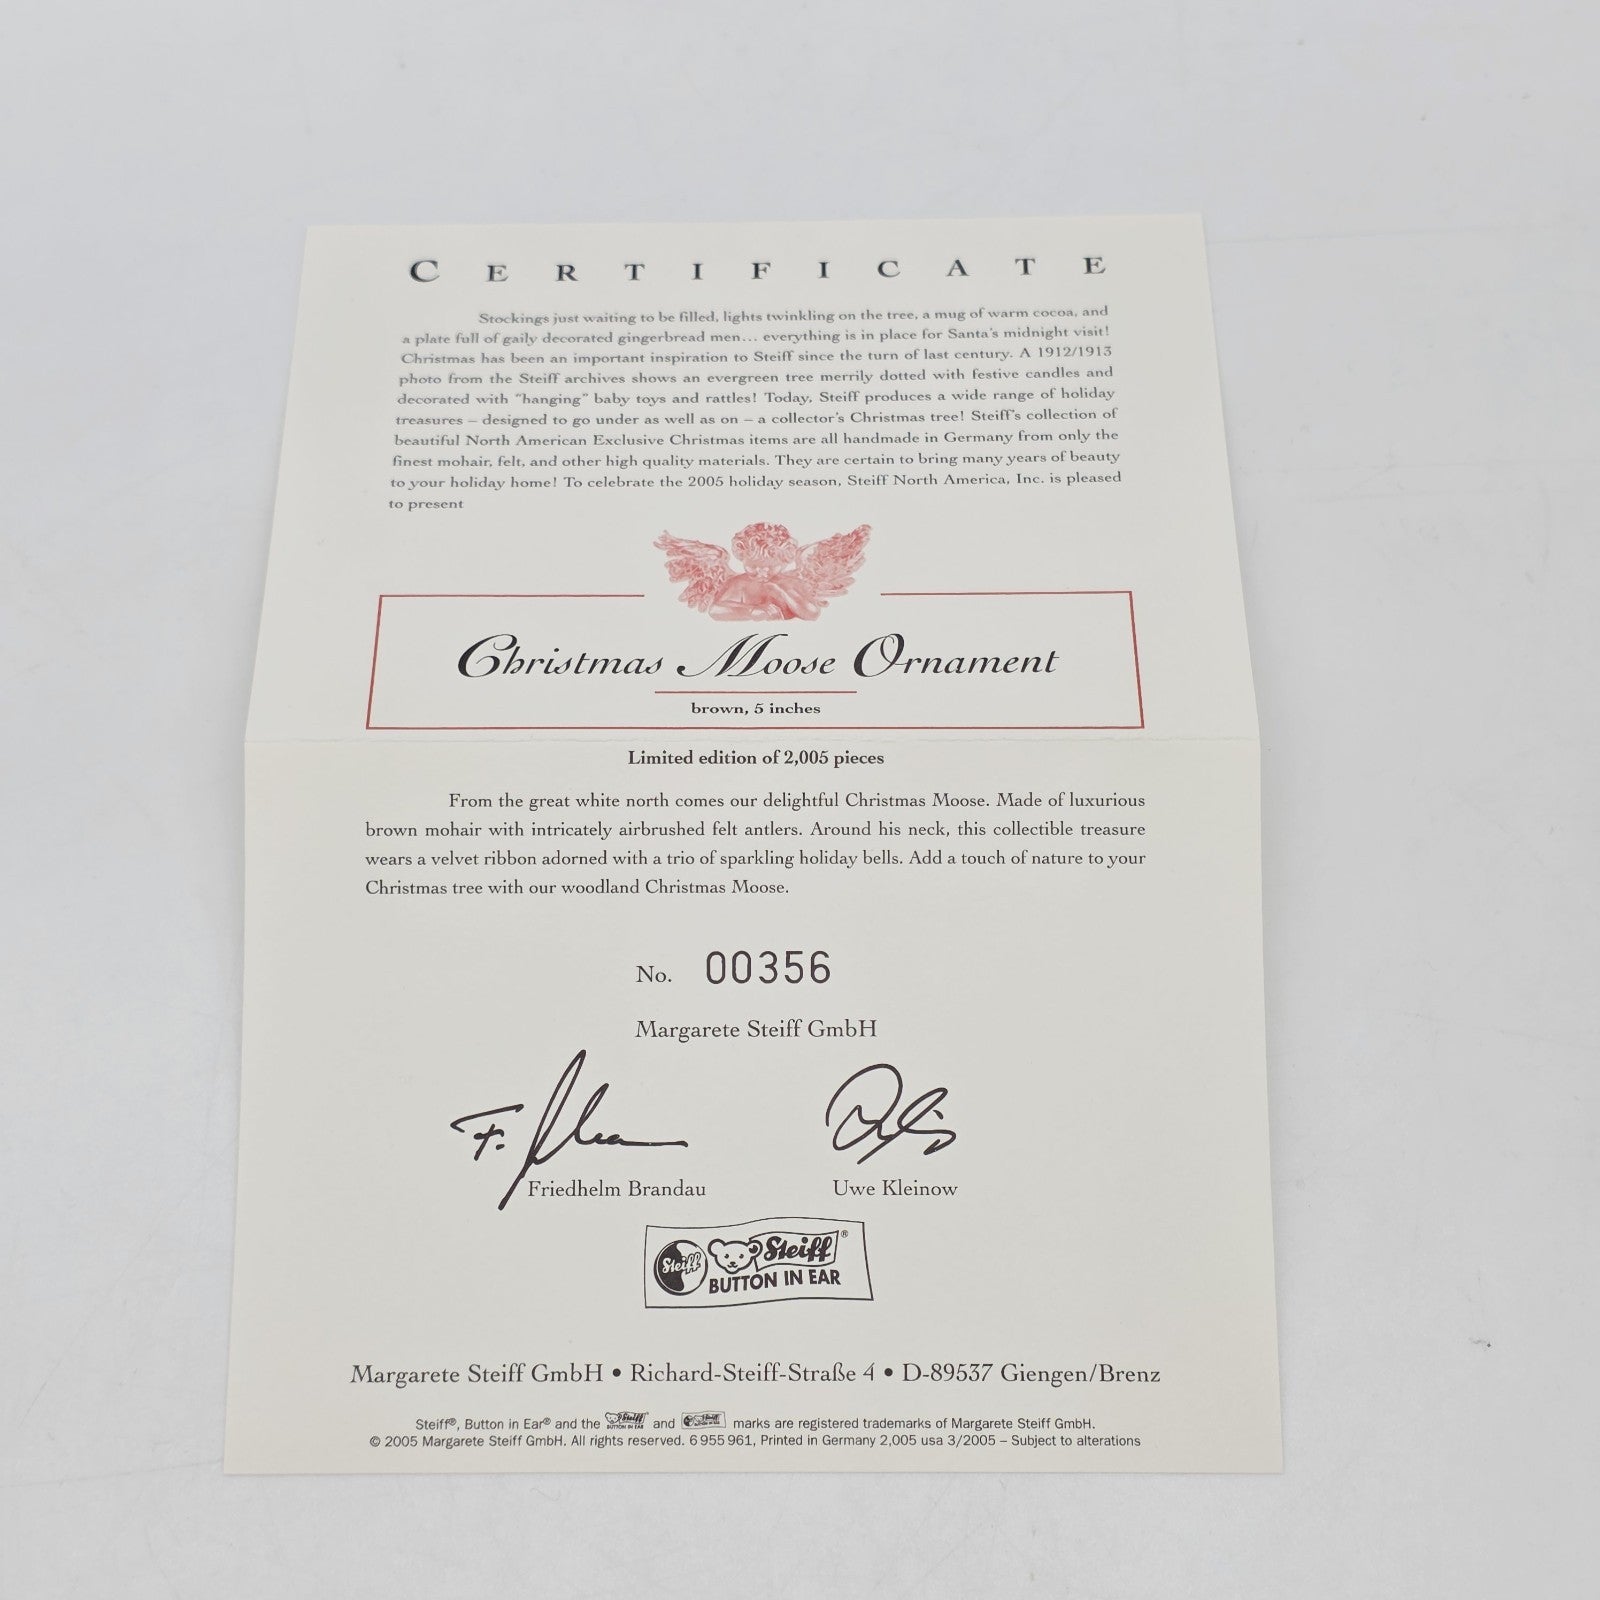 CERTIFICATE
Stockings just waiting to be filled, lights twinkling on the tree, a mug of warm cocoa, and
a plate full of gaily decorated gingerbread men... everything is in place for Santa's midnight visit!
Christmas has been an important inspiration to Steiff since the turn of last century. A 1912/1913
photo from the Steiff archives shows an evergreen tree merrily dotted with festive candles and
decorated with "hanging" baby toys and rattles! Today, Steiff produces a wide range of holiday
treasures – designed to go under as well as on – a collector's Christmas tree! Steiff's collection of
beautiful North American Exclusive Christmas items are all handmade in Germany from only the
finest mohair, felt, and other high quality materials. They are certain to bring many years of beauty
to your holiday home! To celebrate the 2005 holiday season, Steiff North America, Inc. is pleased
to present
Christmas Moose Ornament
brown, 5 inches
Limited edition of 2,005 pieces
From the great white north comes our delightful Christmas Moose. Made of luxurious
brown mohair with intricately airbrushed felt antlers. Around his neck, this collectible treasure
wears a velvet ribbon adorned with a trio of sparkling holiday bells. Add a touch of nature to your
Christmas tree with our woodland Christmas Moose.
No. 00356
Margarete Steiff GmbH
Friedhelm Brandau Uwe Kleinow
Steiff Steiff®
BUTTON IN EAR
Margarete Steiff GmbH • Richard-Steiff-Straße 4 • D-89537 Giengen/Brenz
Steiff®, Button in Ear® and the Steiff BUTTON IN EAR and marks are registered trademarks of Margarete Steiff GmbH.
© 2005 Margarete Steiff GmbH. All rights reserved. 6 955 961, Printed in Germany 2,005 usa 3/2005 – Subject to alterations